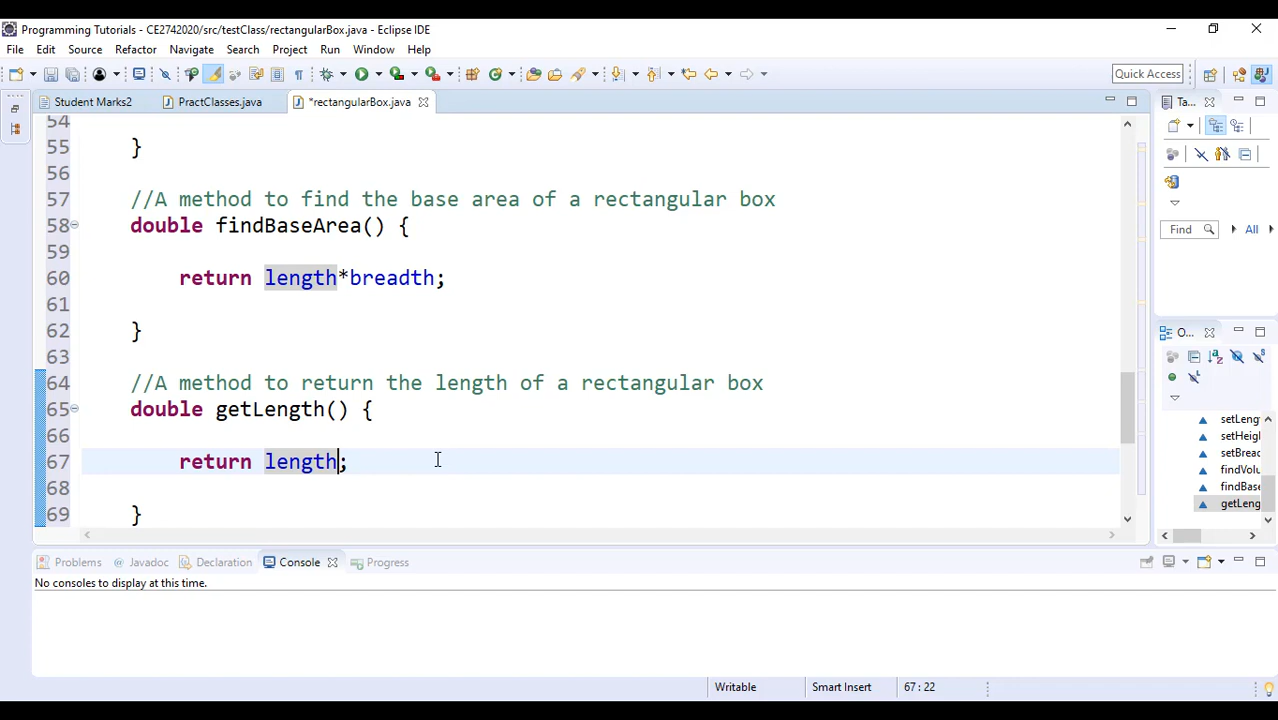 Programming Tutorials - CE2742020/src/testClass/rectangularBox.java - Eclipse IDE
File Edit Source Refactor Navigate Search Project Run Window Help
Quick Access
Student Marks2 PractClasses.java *rectangularBox.java Ta...
54
55 }
56
57 //A method to find the base area of a rectangular box
58 double findBaseArea() {
59
60 return length*breadth;
61
62 }
63
64 //A method to return the length of a rectangular box
65 double getLength() {
66
67 return length;
68
69 }
Find All
O...
setLeng
setHeig
setBrea
findVolu
findBase
getLeng
Problems Javadoc Declaration Console Progress
No consoles to display at this time.
Writable Smart Insert 67 : 22